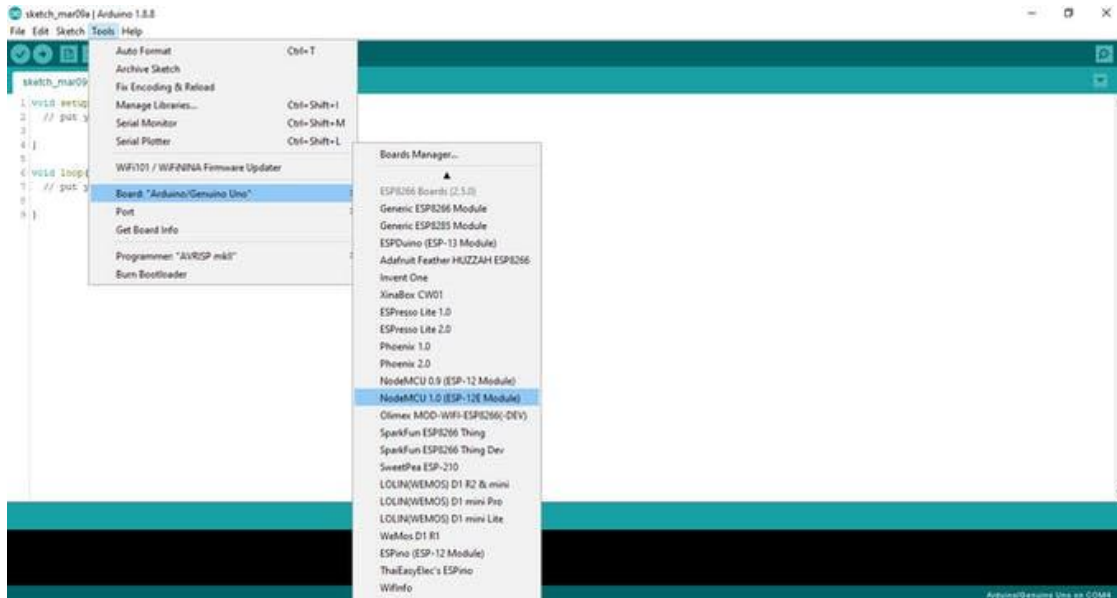 sketch_mar09a | Arduino 1.8.8
File Edit Sketch Tools Help
sketch_mar09
Auto Format Ctrl+T
Archive Sketch
Fix Encoding & Reload
Manage Libraries... Ctrl+Shift+I
Serial Monitor Ctrl+Shift+M
Serial Plotter Ctrl+Shift+L
WiFi101 / WiFiNINA Firmware Updater
Board: "Arduino/Genuino Uno"
Port
Get Board Info
Programmer: "AVRISP mkII"
Burn Bootloader
1 void setup
2 // put y
3
4 }
5
6 void loop(
7 // put y
8
9 }
Boards Manager...
ESP8266 Boards (2.5.0)
Generic ESP8266 Module
Generic ESP8285 Module
ESPDuino (ESP-13 Module)
Adafruit Feather HUZZAH ESP8266
Invent One
XinaBox CW01
ESPresso Lite 1.0
ESPresso Lite 2.0
Phoenix 1.0
Phoenix 2.0
NodeMCU 0.9 (ESP-12 Module)
NodeMCU 1.0 (ESP-12E Module)
Olimex MOD-WIFI-ESP8266(-DEV)
SparkFun ESP8266 Thing
SparkFun ESP8266 Thing Dev
SweetPea ESP-210
LOLIN(WEMOS) D1 R2 & mini
LOLIN(WEMOS) D1 mini Pro
LOLIN(WEMOS) D1 mini Lite
WeMos D1 R1
ESPino (ESP-12 Module)
ThaiEasyElec's ESPino
WifInfo
Arduino/Genuino Uno on COM4